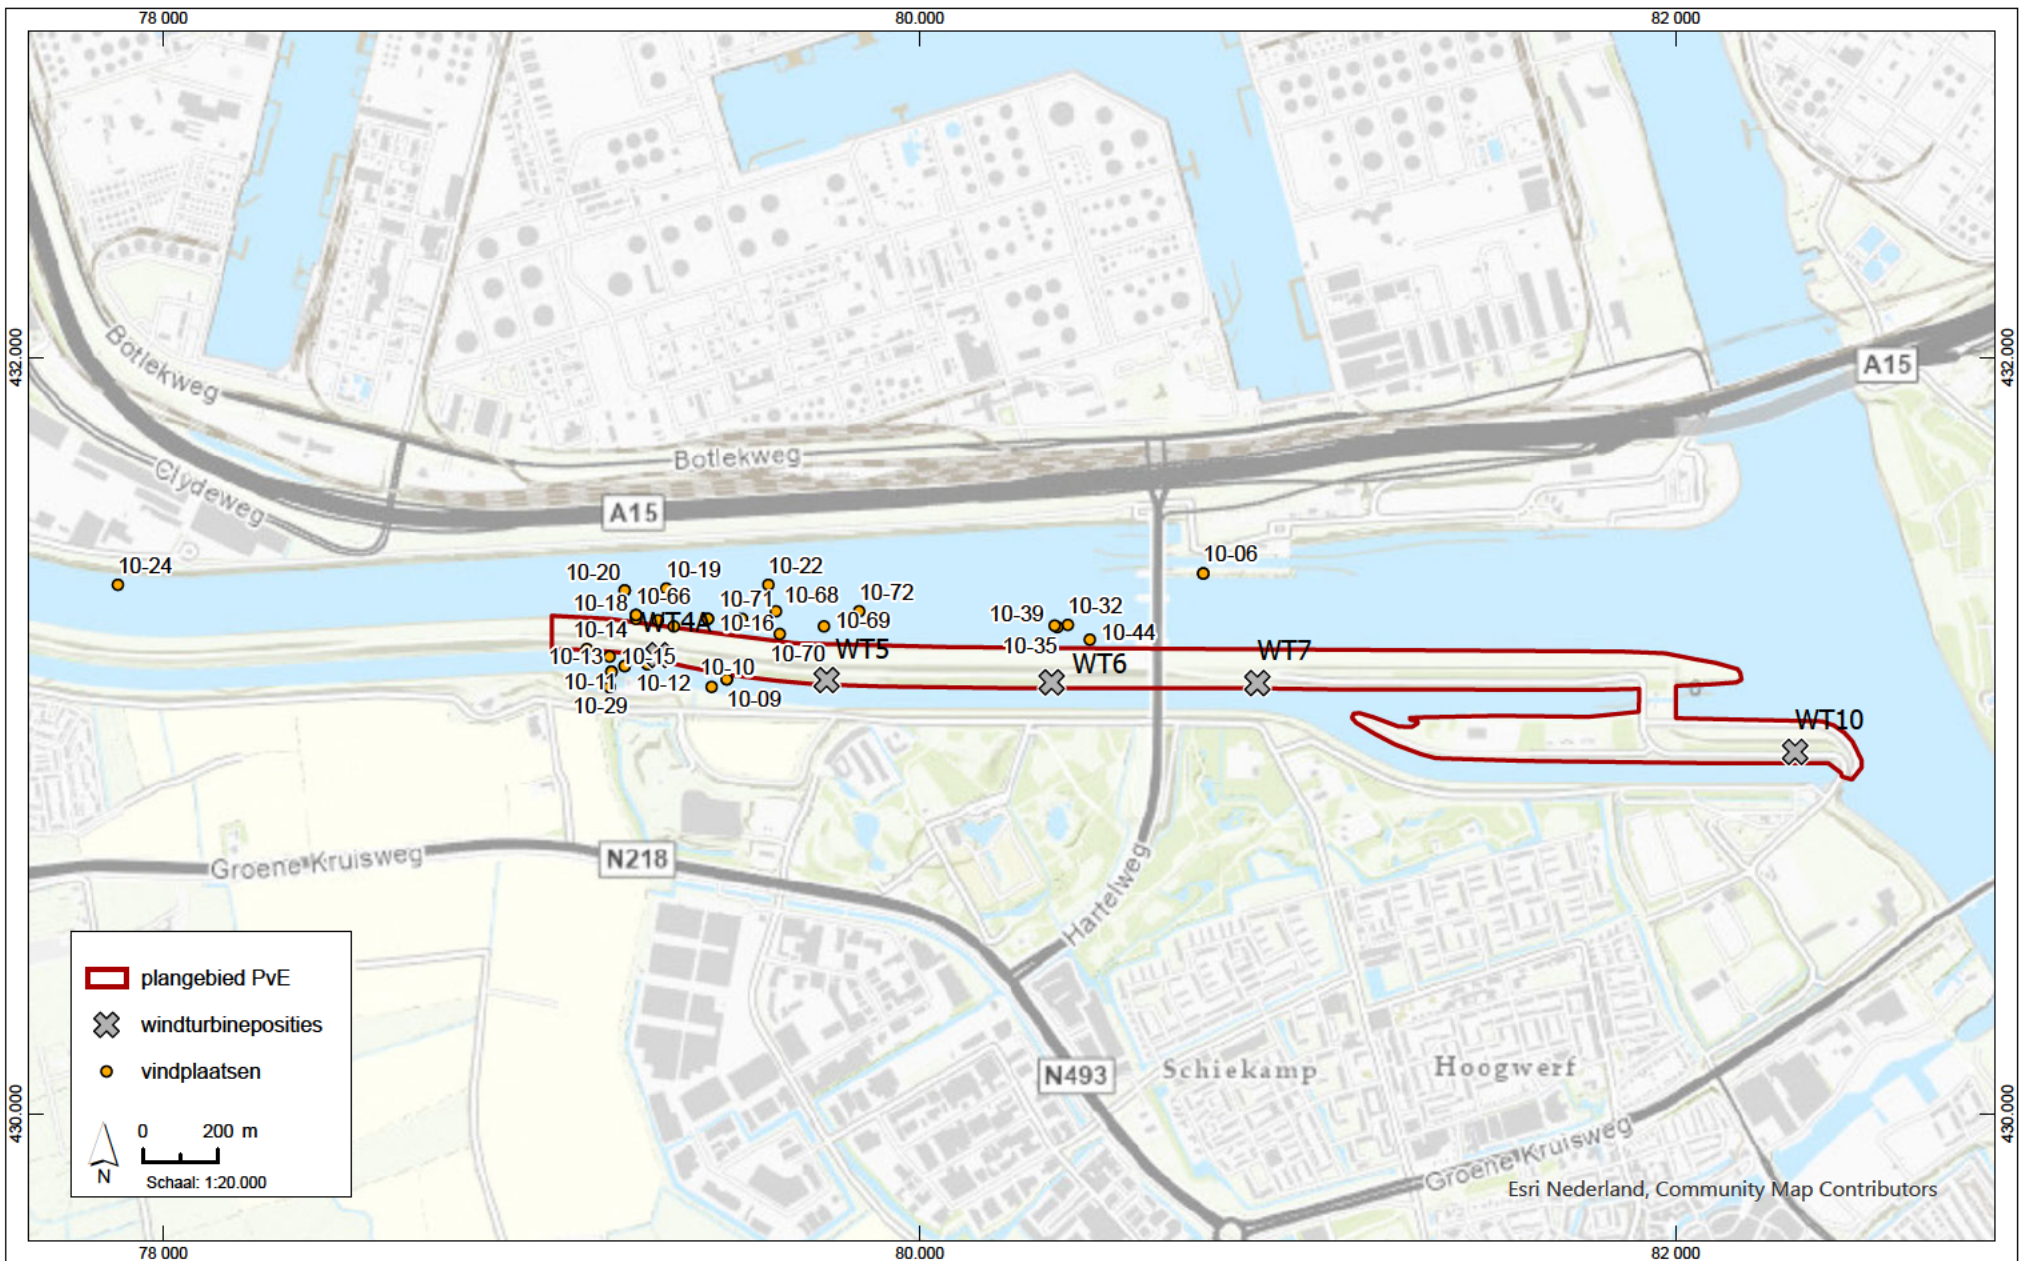 78 000
80.000
82 000
432.000
432.000
A15
Botlekweg
Botlekweg
Clydeweg
A15
10-24
10-06
10-20
10-19
10-22
10-18
10-66
10-71
10-68
10-72
10-14
WT4A
10-16
10-69
10-39
10-32
10-35
10-44
10-13
10-15
10-70
WT5
WT6
WT7
10-11
10-12
10-10
10-29
10-09
WT10
Groene Kruisweg
N218
Hartelweg
N493
Schiekamp
Hoogwerf
Groene Kruisweg
430.000
430.000
plangebied PvE
windturbineposities
vindplaatsen
0 200 m
N
Schaal: 1:20.000
Esri Nederland, Community Map Contributors
78 000
80.000
82 000